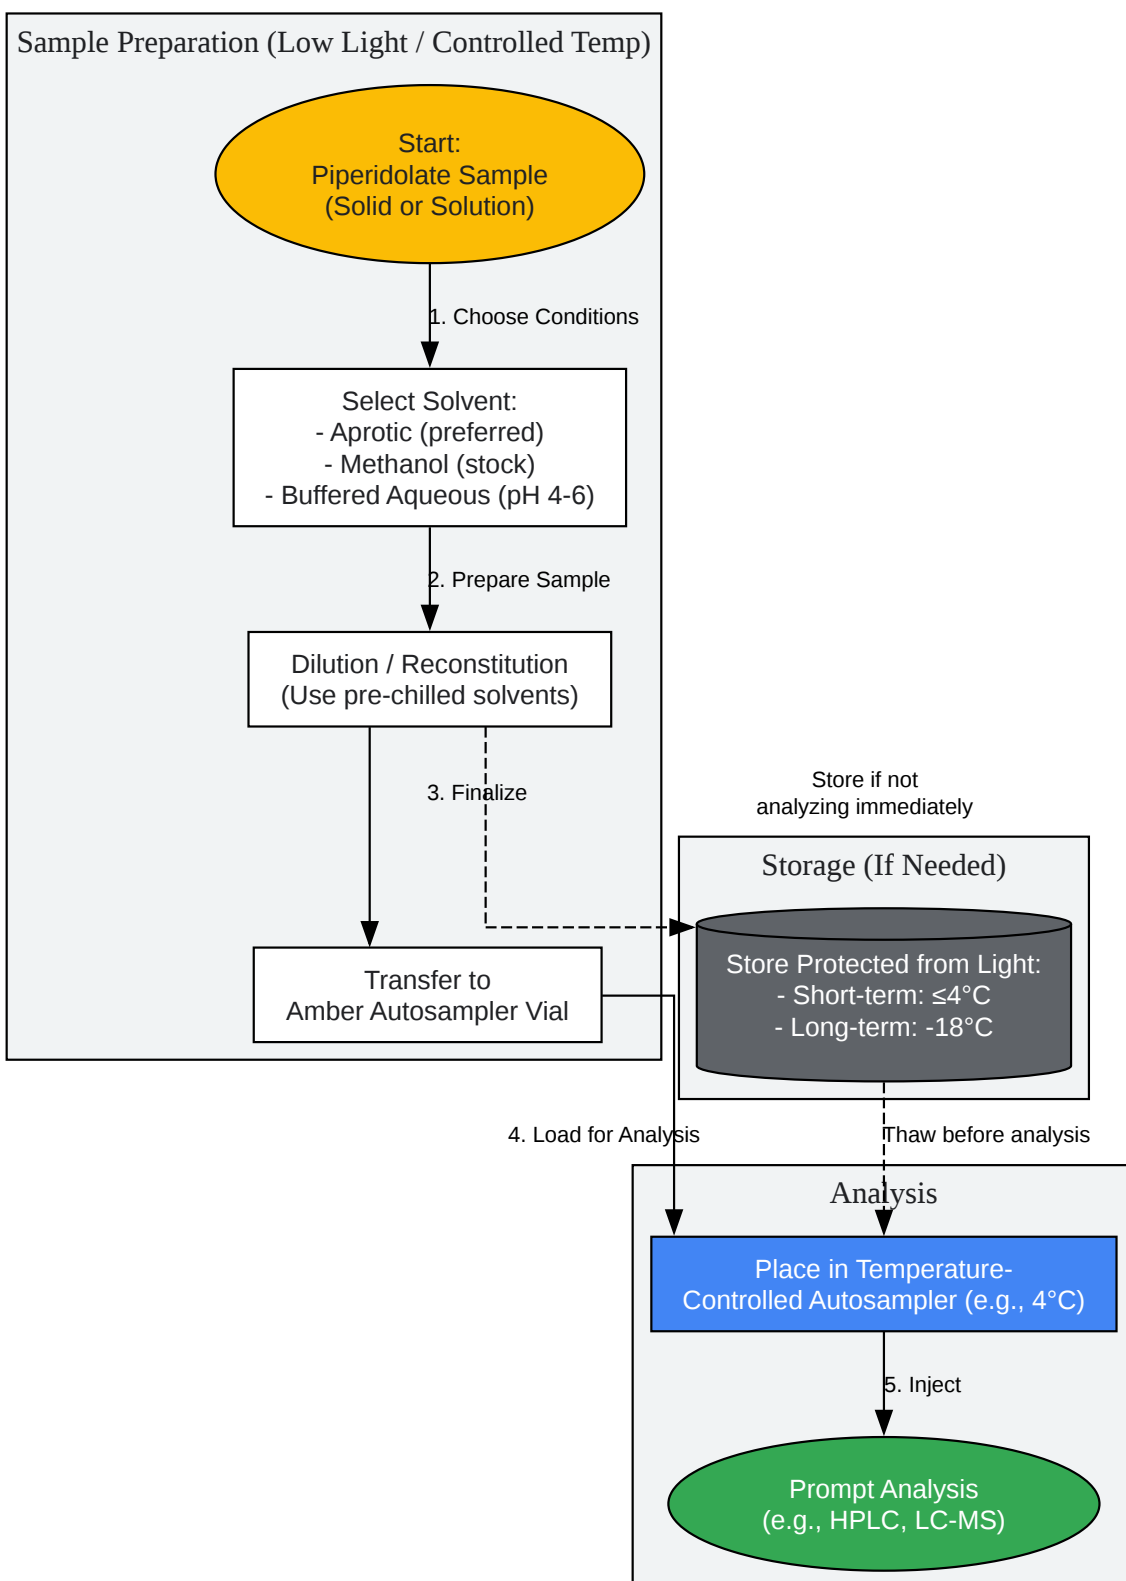 Sample Preparation (Low Light / Controlled Temp)
Start:
Piperidolate Sample
(Solid or Solution)
1. Choose Conditions
Select Solvent:
- Aprotic (preferred)
- Methanol (stock)
- Buffered Aqueous (pH 4-6)
2. Prepare Sample
Dilution / Reconstitution
(Use pre-chilled solvents)
3. Finalize
Store if not
analyzing immediately
Storage (If Needed)
Store Protected from Light:
- Short-term: ≤4°C
- Long-term: -18°C
Transfer to
Amber Autosampler Vial
4. Load for Analysis
Thaw before analysis
Analysis
Place in Temperature-
Controlled Autosampler (e.g., 4°C)
5. Inject
Prompt Analysis
(e.g., HPLC, LC-MS)